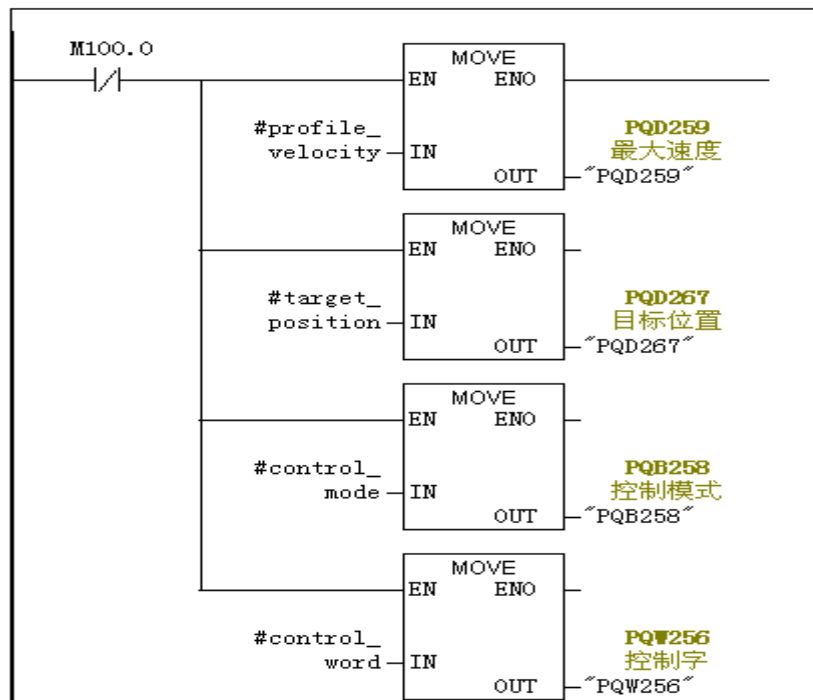 M100.0
MOVE
EN ENO
#profile_
velocity
IN
PQD259
最大速度
OUT
"PQD259"
MOVE
EN ENO
#target_
position
IN
PQD267
目标位置
OUT
"PQD267"
MOVE
EN ENO
#control_
mode
IN
PQB258
控制模式
OUT
"PQB258"
MOVE
EN ENO
#control_
word
IN
PQW256
控制字
OUT
"PQW256"